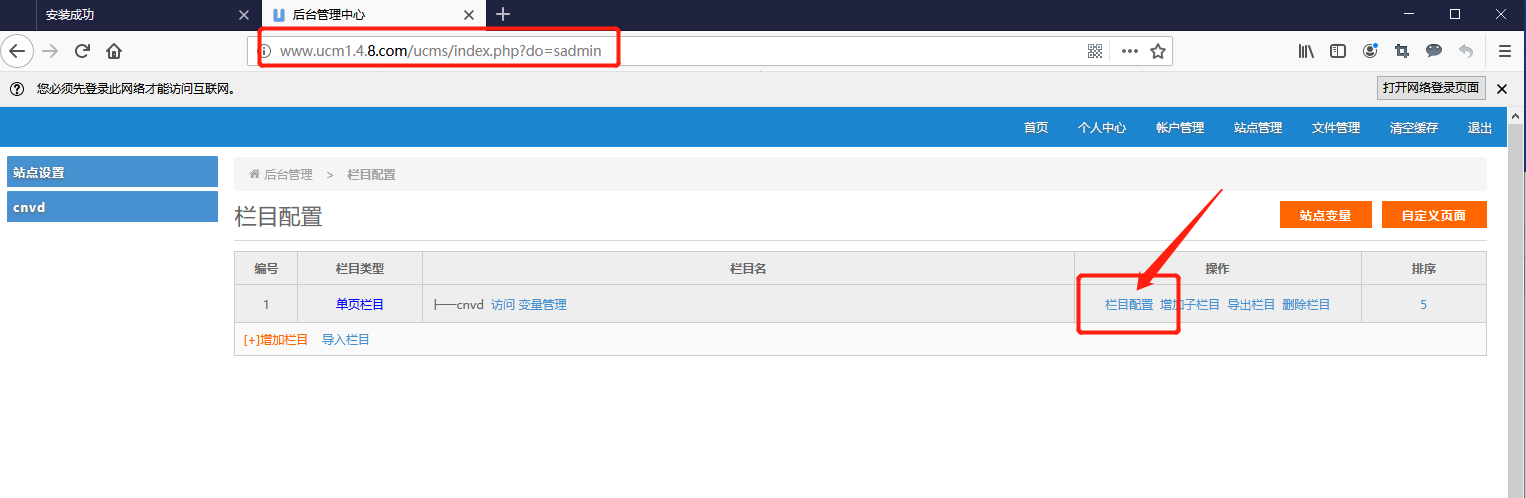 安装成功
后台管理中心
www.ucm1.4.8.com/ucms/index.php?do=sadmin
您必须先登录此网络才能访问互联网。
打开网络登录页面
首页 个人中心 帐户管理 站点管理 文件管理 清空缓存 退出
站点设置
cnvd
后台管理 > 栏目配置
栏目配置
站点变量 自定义页面
编号 栏目类型 栏目名 操作 排序
1 单页栏目 ├──cnvd 访问 变量管理 栏目配置 增加子栏目 导出栏目 删除栏目 5
[+]增加栏目 导入栏目